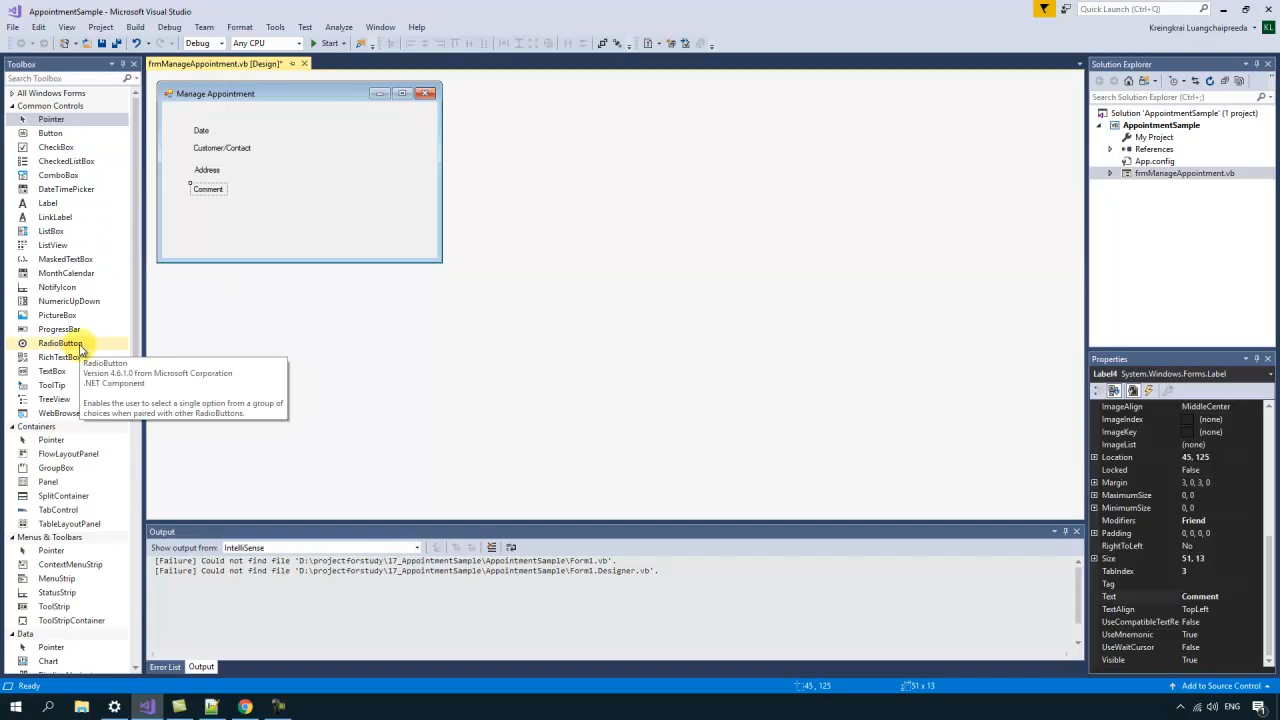 AppointmentSample - Microsoft Visual Studio
Quick Launch (Ctrl+Q)
File Edit View Project Build Debug Team Format Tools Test Analyze Window Help
Kreingkrai Luangchaipreeda KL
Debug Any CPU Start
Toolbox
Search Toolbox
All Windows Forms
Common Controls
Pointer
Button
CheckBox
CheckedListBox
ComboBox
DateTimePicker
Label
LinkLabel
ListBox
ListView
MaskedTextBox
MonthCalendar
NotifyIcon
NumericUpDown
PictureBox
ProgressBar
RadioButton
RichTextBox
TextBox
ToolTip
TreeView
WebBrowse
Containers
Pointer
FlowLayoutPanel
GroupBox
Panel
SplitContainer
TabControl
TableLayoutPanel
Menus & Toolbars
Pointer
ContextMenuStrip
MenuStrip
StatusStrip
ToolStrip
ToolStripContainer
Data
Pointer
Chart
RadioButton
Version 4.6.1.0 from Microsoft Corporation
.NET Component
Enables the user to select a single option from a group of
choices when paired with other RadioButtons.
frmManageAppointment.vb [Design]*
Manage Appointment
Date
Customer/Contact
Address
Comment
Output
Show output from: IntelliSense
[Failure] Could not find file 'D:\projectforstudy\17_AppointmentSample\AppointmentSample\Form1.vb'.
[Failure] Could not find file 'D:\projectforstudy\17_AppointmentSample\AppointmentSample\Form1.Designer.vb'.
Error List Output
Solution Explorer
Search Solution Explorer (Ctrl+;)
Solution 'AppointmentSample' (1 project)
AppointmentSample
My Project
References
App.config
frmManageAppointment.vb
Properties
Label4 System.Windows.Forms.Label
ImageAlign MiddleCenter
ImageIndex (none)
ImageKey (none)
ImageList (none)
Location 45, 125
Locked False
Margin 3, 0, 3, 0
MaximumSize 0, 0
MinimumSize 0, 0
Modifiers Friend
Padding 0, 0, 0, 0
RightToLeft No
Size 51, 13
TabIndex 3
Tag
Text Comment
TextAlign TopLeft
UseCompatibleTextRe False
UseMnemonic True
UseWaitCursor False
Visible True
Ready 45, 125 51 x 13 Add to Source Control
ENG